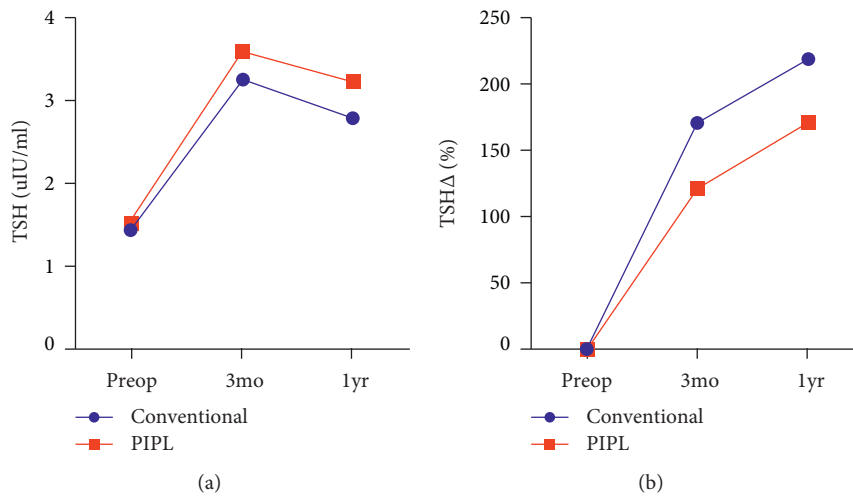 4
3
2
1
0
TSH (uIU/ml)
Preop 3mo 1yr
Conventional
PIPL
(a)
250
200
150
100
50
0
TSHΔ (%)
Preop 3mo 1yr
Conventional
PIPL
(b)